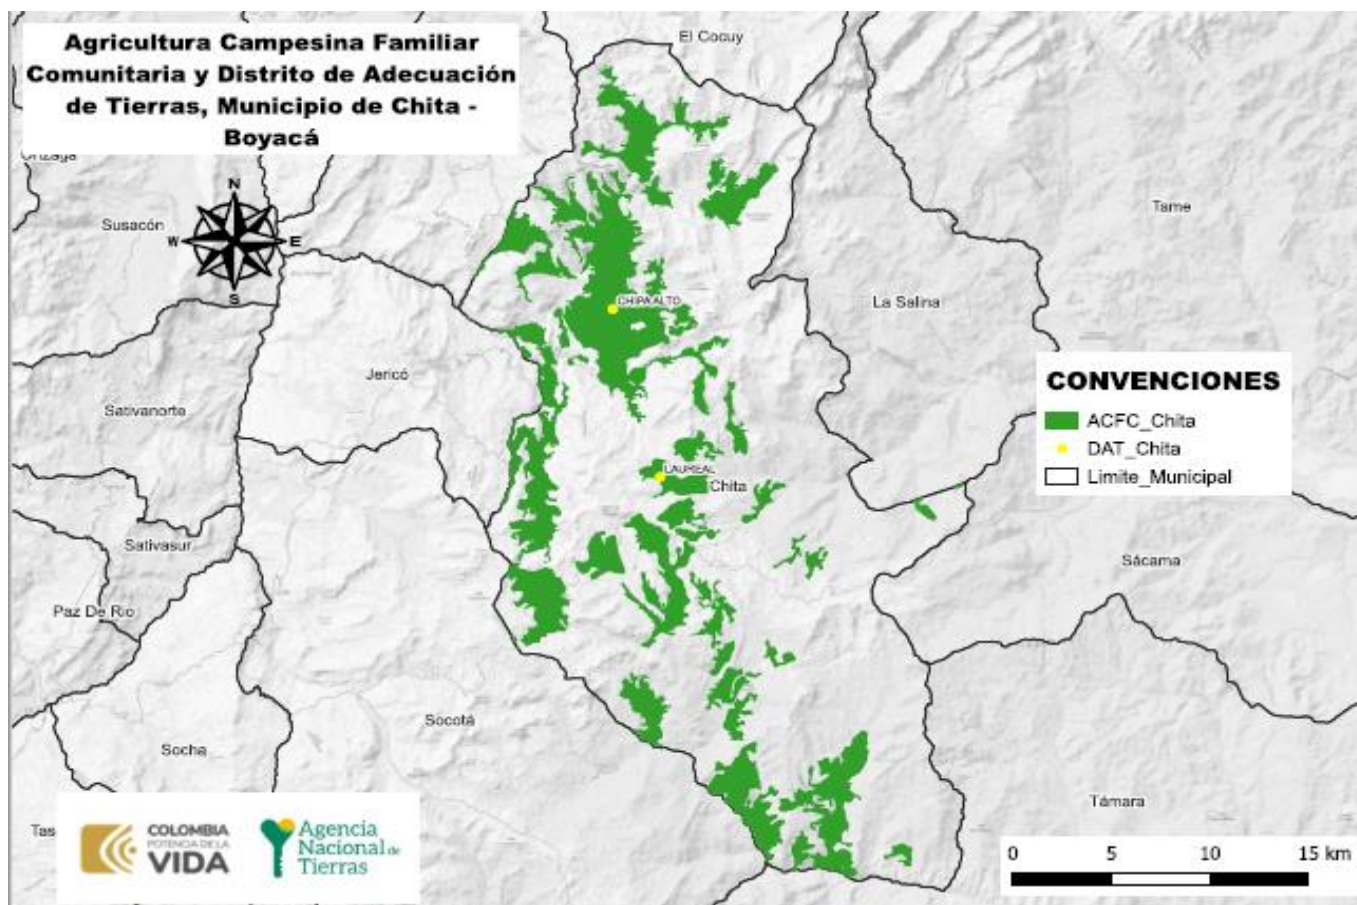 Agricultura Campesina Familiar
Comunitaria y Distrito de Adecuación
de Tierras, Municipio de Chita -
Boyacá
El Cocuy
N
W
E
S
Susacón
Tame
La Salina
CHIPA ALTO
Jericó
Sativanorte
CONVENCIONES
ACFC_Chita
DAT_Chita
Limite_Municipal
LAUREAL
Chita
Sativasur
Sácama
Paz De Rio
Socotá
Socha
Támara
Tas
COLOMBIA
POTENCIA DE LA
VIDA
Agencia
Nacional de
Tierras
0 5 10 15 km